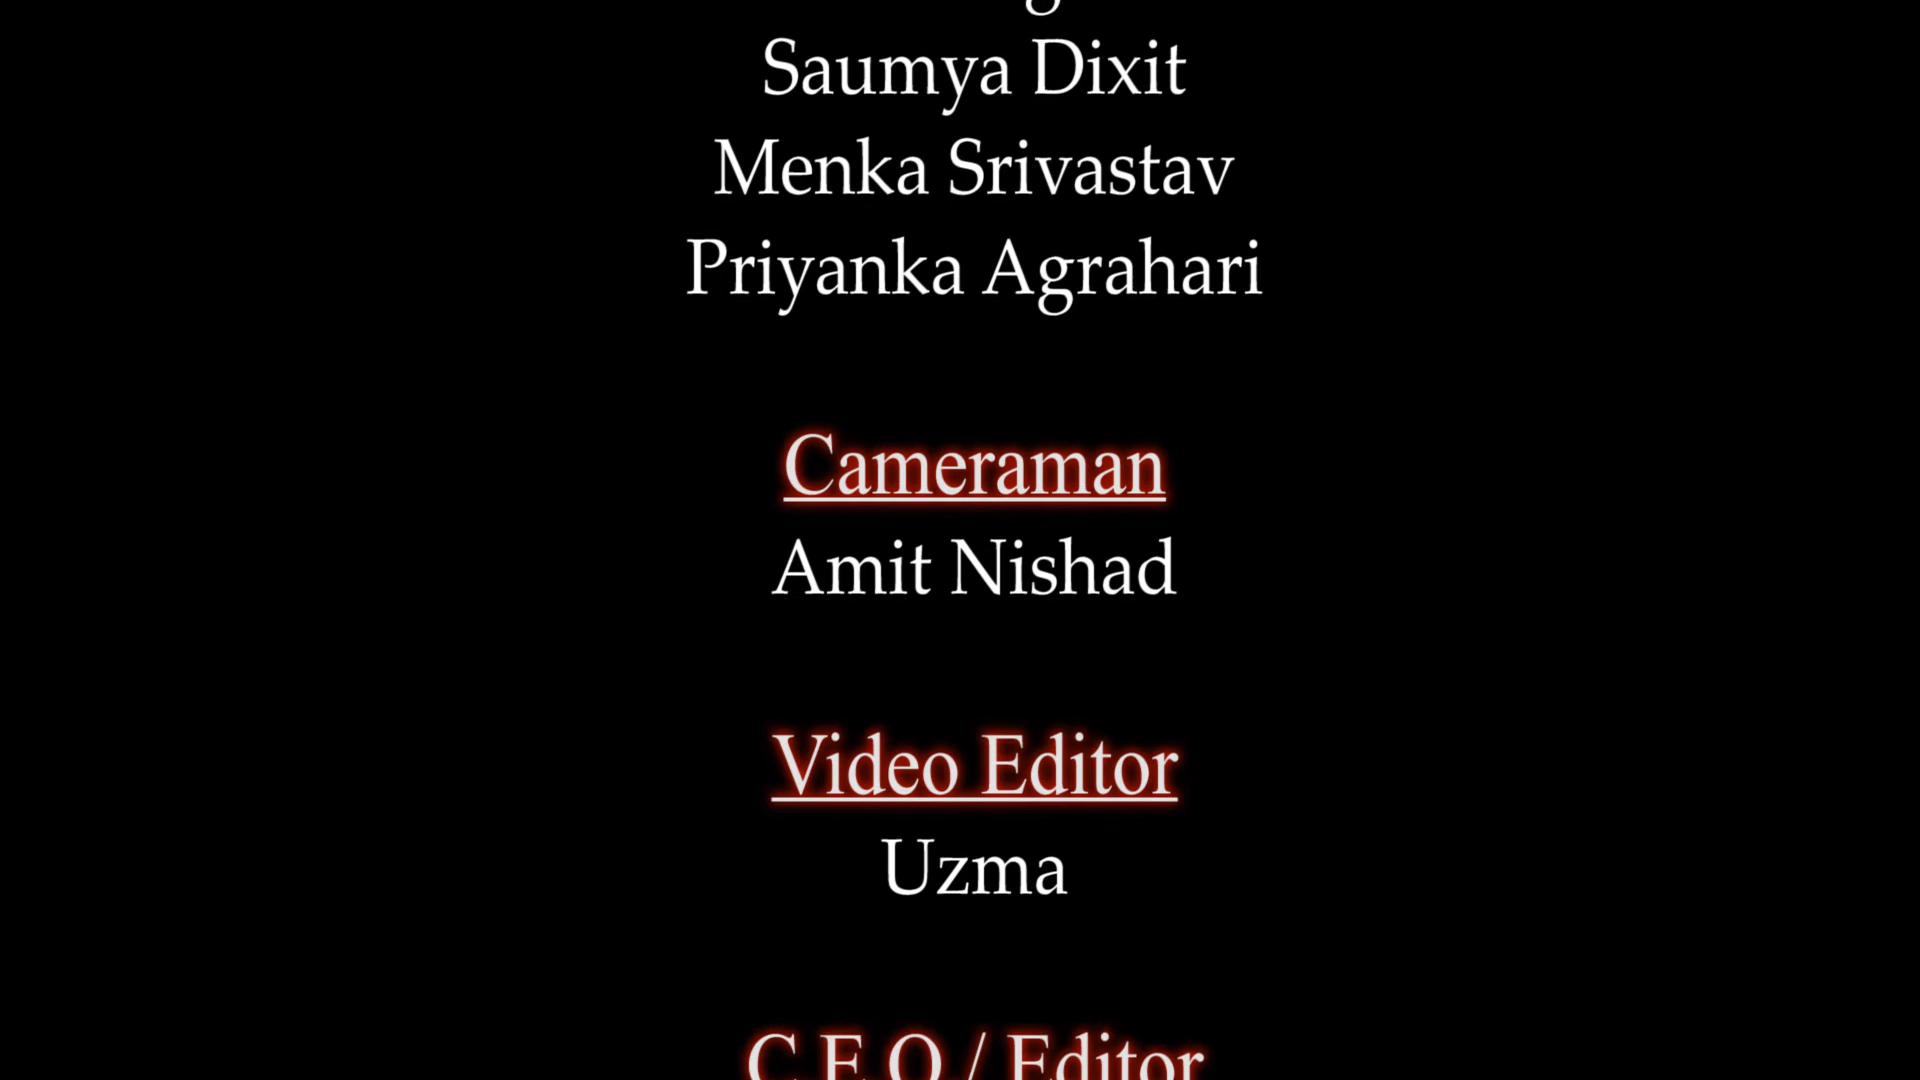 Saumya Dixit
Menka Srivastav
Priyanka Agrahari
Cameraman
Amit Nishad
Video Editor
Uzma
C.E.O / Editor